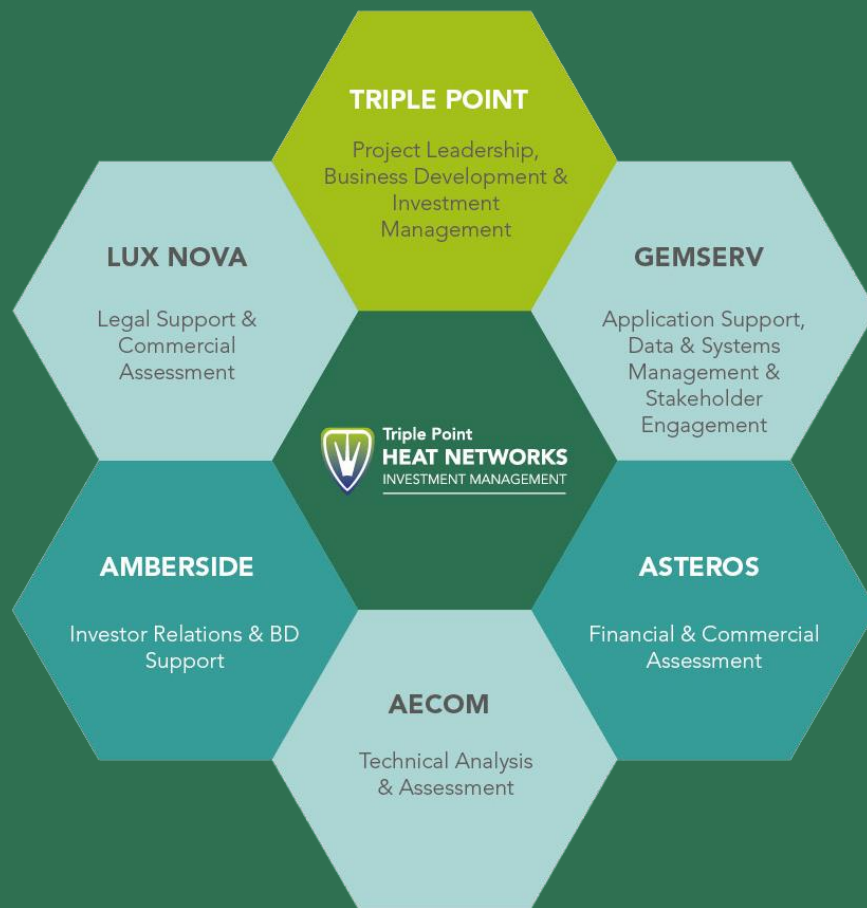 TRIPLE POINT
Project Leadership,
Business Development &
Investment
Management
LUX NOVA
Legal Support &
Commercial
Assessment
GEMSERV
Application Support,
Data & Systems
Management &
Stakeholder
Engagement
Triple Point
HEAT NETWORKS
INVESTMENT MANAGEMENT
AMBERSIDE
Investor Relations & BD
Support
ASTEROS
Financial & Commercial
Assessment
AECOM
Technical Analysis
& Assessment